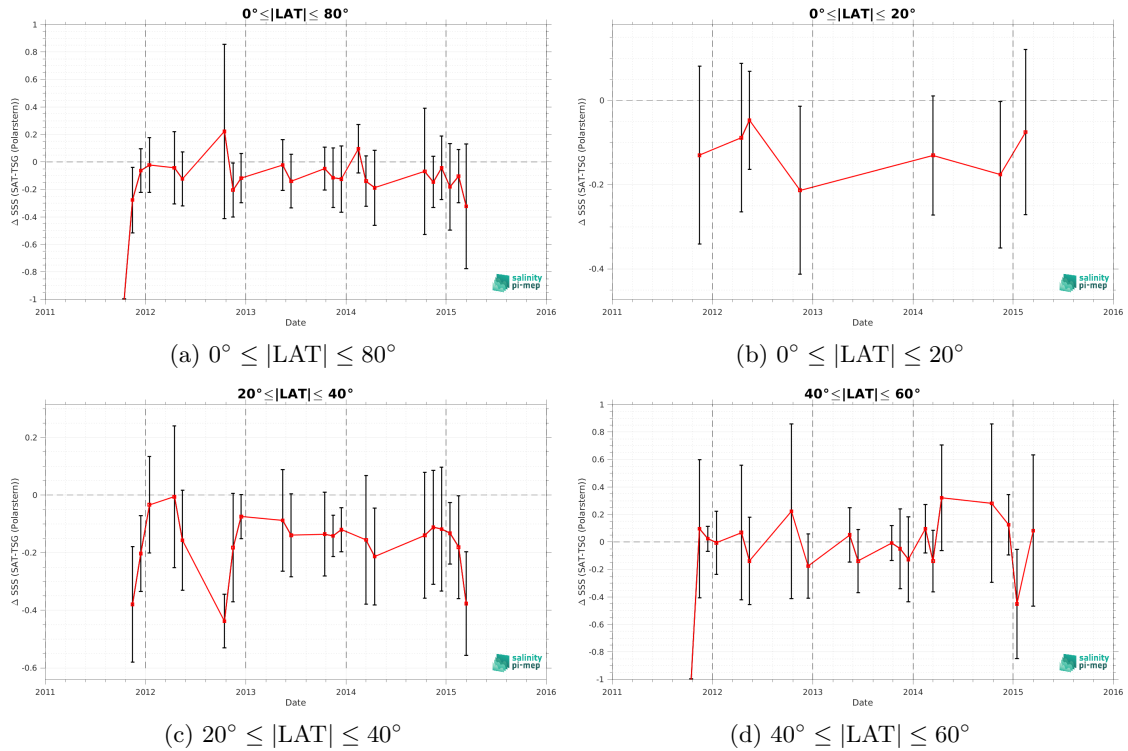 0°≤|LAT|≤ 80°
Δ SSS (SAT-TSG (Polarstern))
1
0.8
0.6
0.4
0.2
0
-0.2
-0.4
-0.6
-0.8
-1
2011 2012 2013 2014 2015 2016
Date
salinity
pi-mep
(a) 0° ≤ |LAT| ≤ 80°
0°≤|LAT|≤ 20°
Δ SSS (SAT-TSG (Polarstern))
0
-0.2
-0.4
2011 2012 2013 2014 2015 2016
Date
salinity
pi-mep
(b) 0° ≤ |LAT| ≤ 20°
20°≤|LAT|≤ 40°
Δ SSS (SAT-TSG (Polarstern))
0.2
0
-0.2
-0.4
-0.6
2011 2012 2013 2014 2015 2016
Date
salinity
pi-mep
(c) 20° ≤ |LAT| ≤ 40°
40°≤|LAT|≤ 60°
Δ SSS (SAT-TSG (Polarstern))
1
0.8
0.6
0.4
0.2
0
-0.2
-0.4
-0.6
-0.8
-1
2011 2012 2013 2014 2015 2016
Date
salinity
pi-mep
(d) 40° ≤ |LAT| ≤ 60°